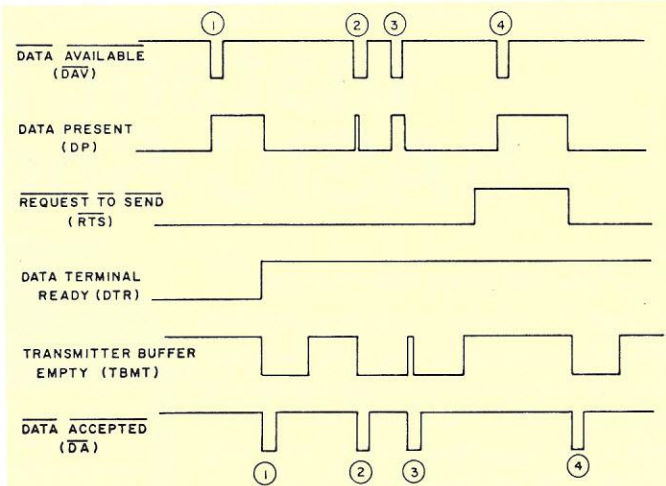 1 2 3 4
DATA AVAILABLE
(DAV)
DATA PRESENT
(DP)
REQUEST TO SEND
(RTS)
DATA TERMINAL
READY (DTR)
TRANSMITTER BUFFER
EMPTY (TBMT)
DATA ACCEPTED
(DA)
1 2 3 4